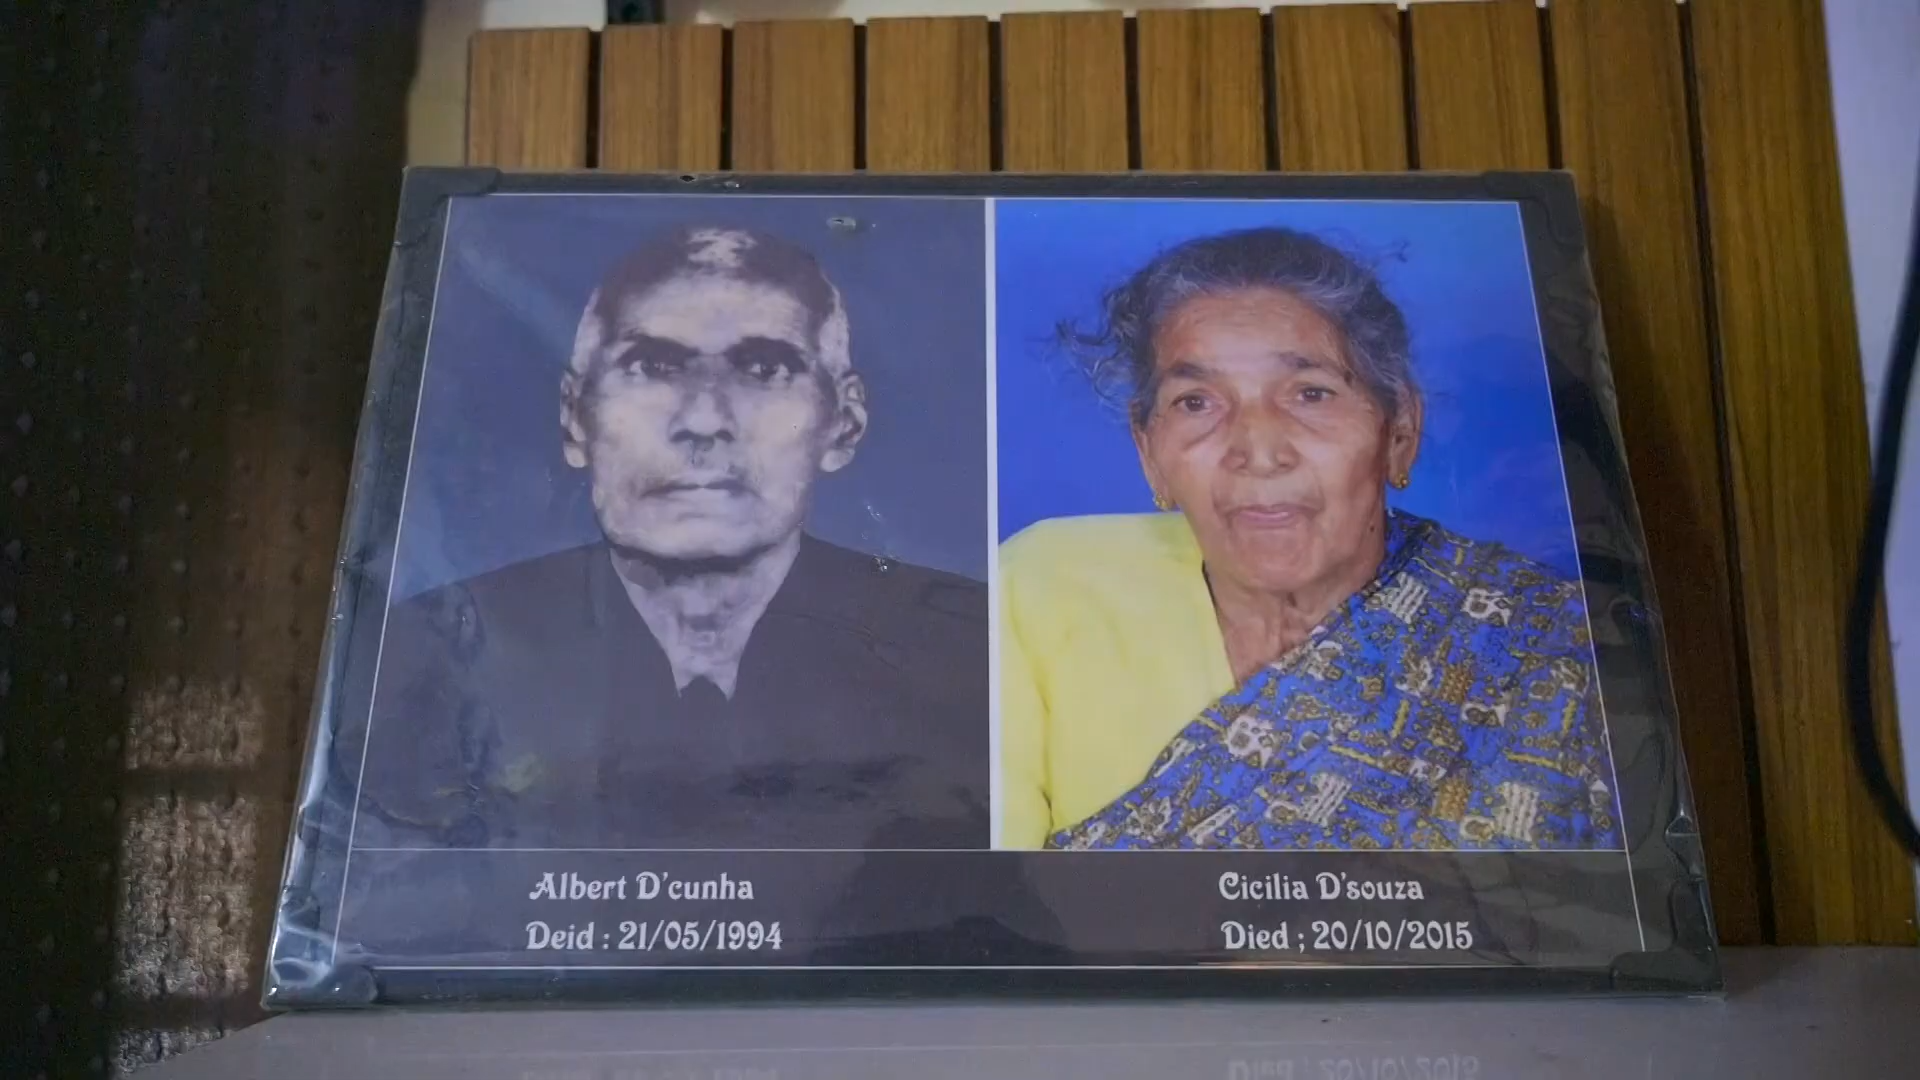 Albert D'cunha
Deid : 21/05/1994
Cicilia D'souza
Died ; 20/10/2015